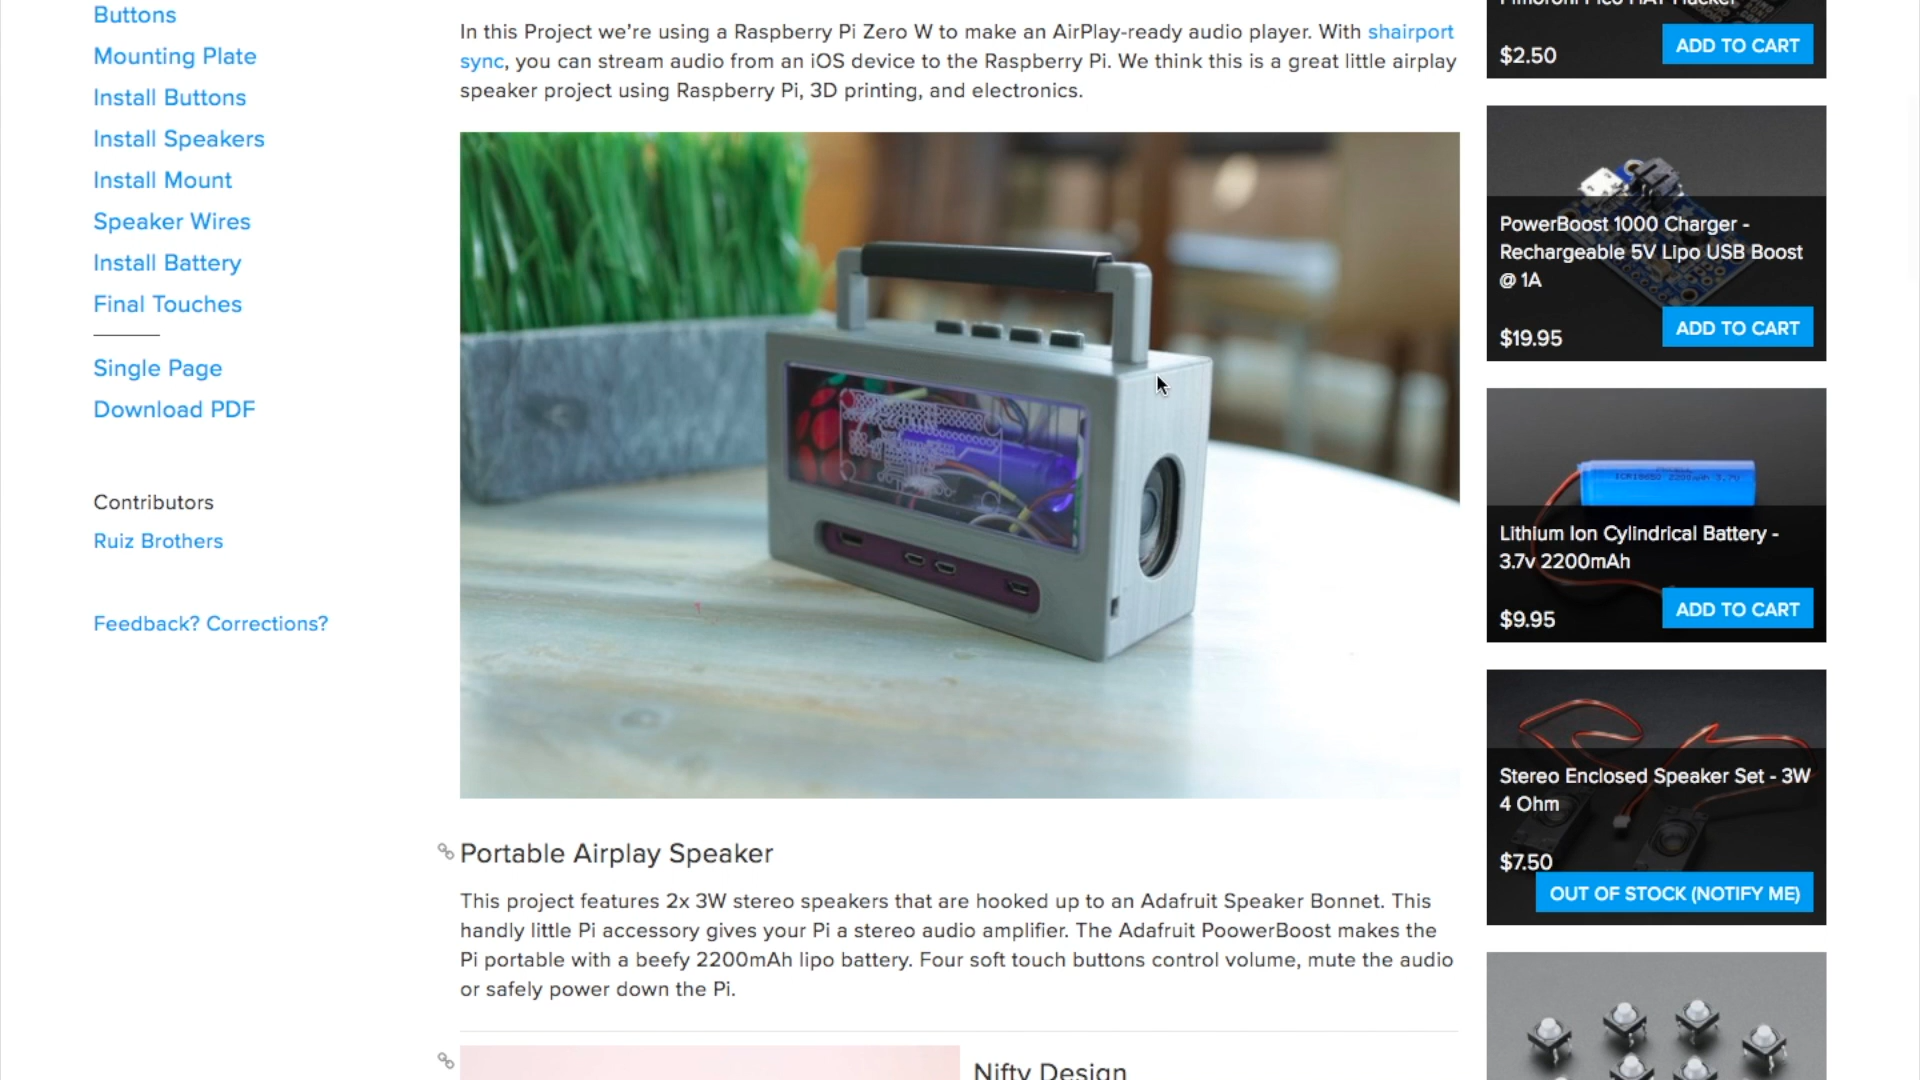 Buttons
Mounting Plate
Install Buttons
Install Speakers
Install Mount
Speaker Wires
Install Battery
Final Touches
Single Page
Download PDF
Contributors
Ruiz Brothers
Feedback? Corrections?
In this Project we're using a Raspberry Pi Zero W to make an AirPlay-ready audio player. With shairport
sync, you can stream audio from an iOS device to the Raspberry Pi. We think this is a great little airplay
speaker project using Raspberry Pi, 3D printing, and electronics.
Portable Airplay Speaker
This project features 2x 3W stereo speakers that are hooked up to an Adafruit Speaker Bonnet. This
handly little Pi accessory gives your Pi a stereo audio amplifier. The Adafruit PoowerBoost makes the
Pi portable with a beefy 2200mAh lipo battery. Four soft touch buttons control volume, mute the audio
or safely power down the Pi.
Nifty Design
Pimoroni Pico HAT Hacker
$2.50
ADD TO CART
PowerBoost 1000 Charger -
Rechargeable 5V Lipo USB Boost
@ 1A
$19.95
ADD TO CART
ICR18650 2200mAh 3.7V
Lithium Ion Cylindrical Battery -
3.7v 2200mAh
$9.95
ADD TO CART
Stereo Enclosed Speaker Set - 3W
4 Ohm
$7.50
OUT OF STOCK (NOTIFY ME)